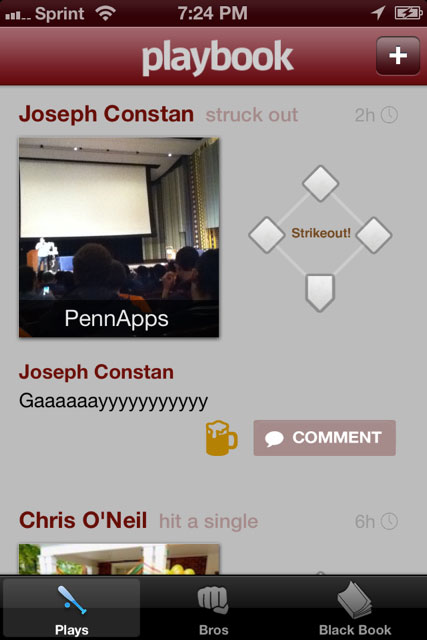 Sprint 7:24 PM
playbook
+
Joseph Constan struck out 2h
Strikeout!
PennApps
Joseph Constan
Gaaaaaayyyyyyyyyyy
COMMENT
Chris O'Neil hit a single 6h
Plays Bros Black Book